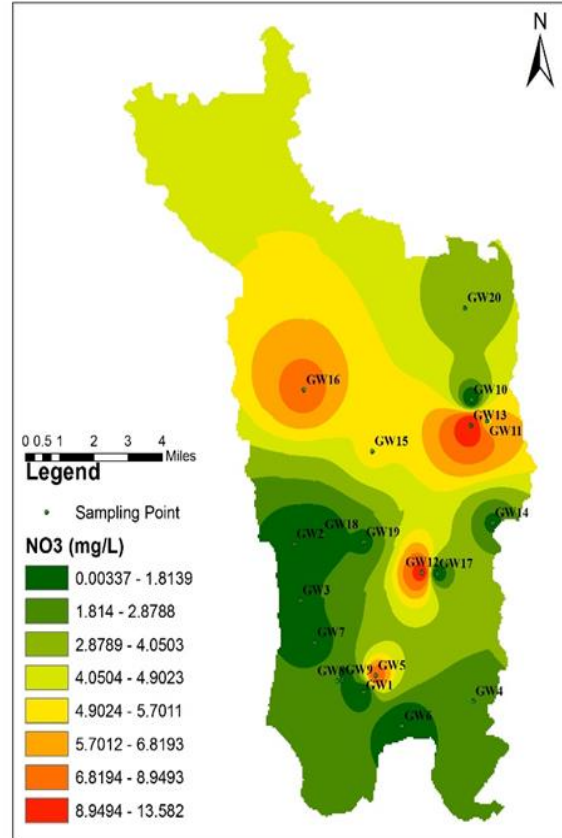 N
GW20
GW10
GW16
GW13
GW11
GW15
0 0.5 1 2 3 4
Miles
Legend
Sampling Point
GW14
GW18
GW2
GW19
NO3 (mg/L)
GW12
GW17
0.00337 - 1.8139
GW3
1.814 - 2.8788
GW7
2.8789 - 4.0503
GW8
GW9
GW5
GW1
GW4
4.0504 - 4.9023
GW6
4.9024 - 5.7011
5.7012 - 6.8193
6.8194 - 8.9493
8.9494 - 13.582